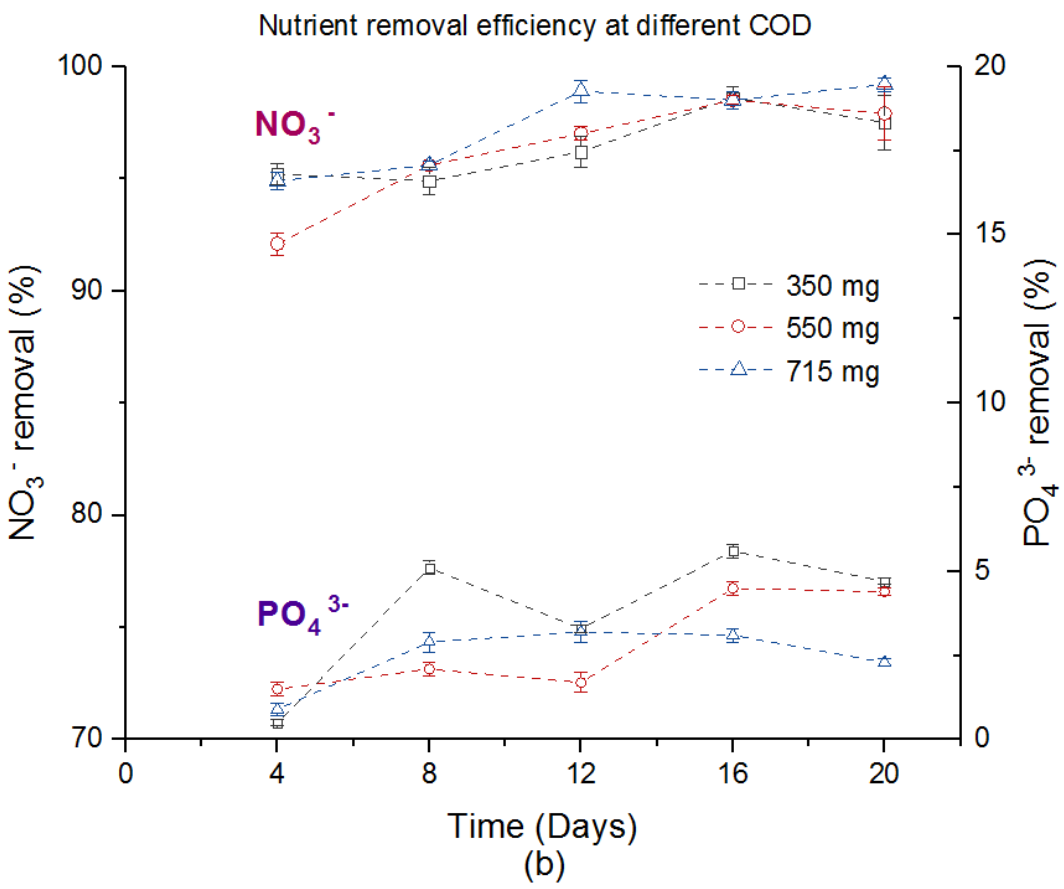 Nutrient removal efficiency at different COD
100
90
80
70
NO₃⁻ removal (%)
20
15
10
5
0
PO₄³⁻ removal (%)
NO₃⁻
350 mg
550 mg
715 mg
PO₄³⁻
0 4 8 12 16 20
Time (Days)
(b)